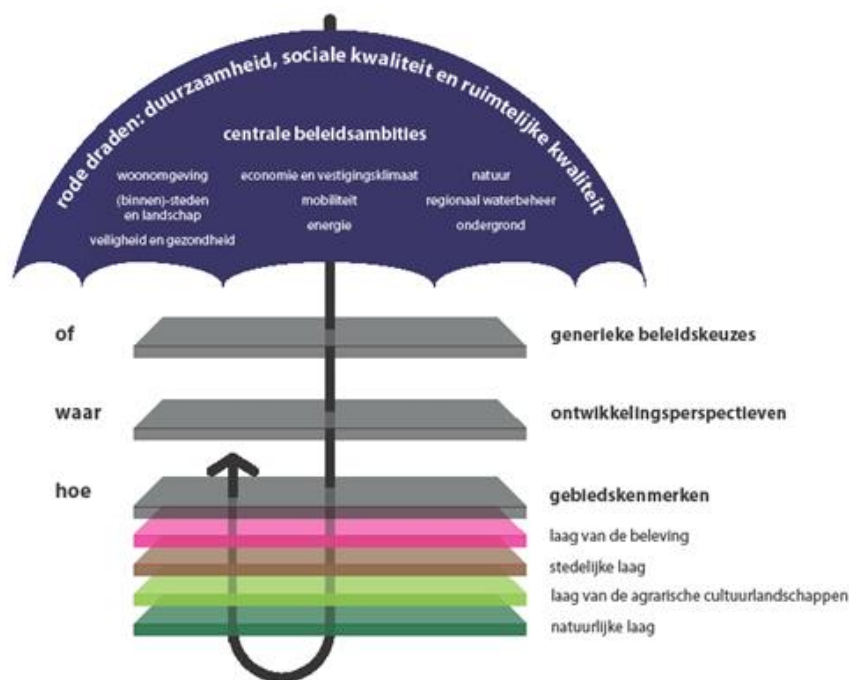 rode draden: duurzaamheid, sociale kwaliteit en ruimtelijke kwaliteit
centrale beleidsambities
woonomgeving
(binnen)-steden
en landschap
veiligheid en gezondheid
economie en vestigingsklimaat
mobiliteit
energie
natuur
regionaal waterbeheer
ondergrond
of
generieke beleidskeuzes
waar
ontwikkelingsperspectieven
hoe
gebiedskenmerken
laag van de beleving
stedelijke laag
laag van de agrarische cultuurlandschappen
natuurlijke laag